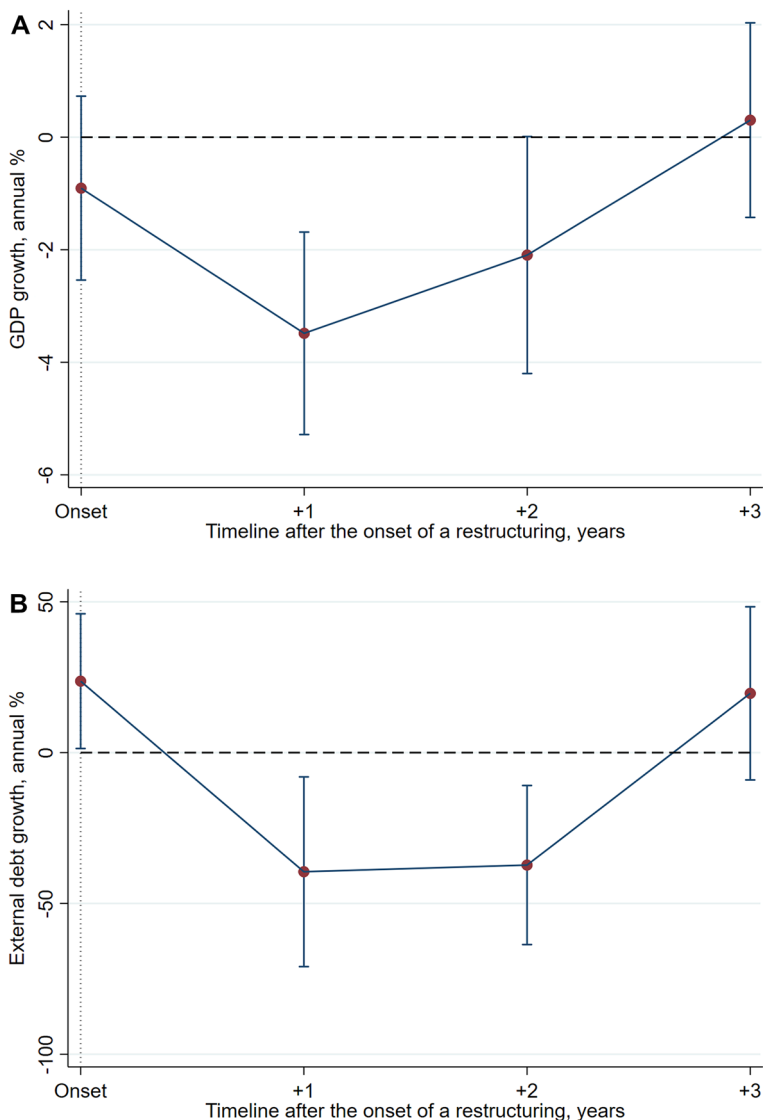 A
GDP growth, annual %
2
0
-2
-4
-6
Onset
+1
+2
+3
Timeline after the onset of a restructuring, years
B
External debt growth, annual %
50
0
-50
-100
Onset
+1
+2
+3
Timeline after the onset of a restructuring, years